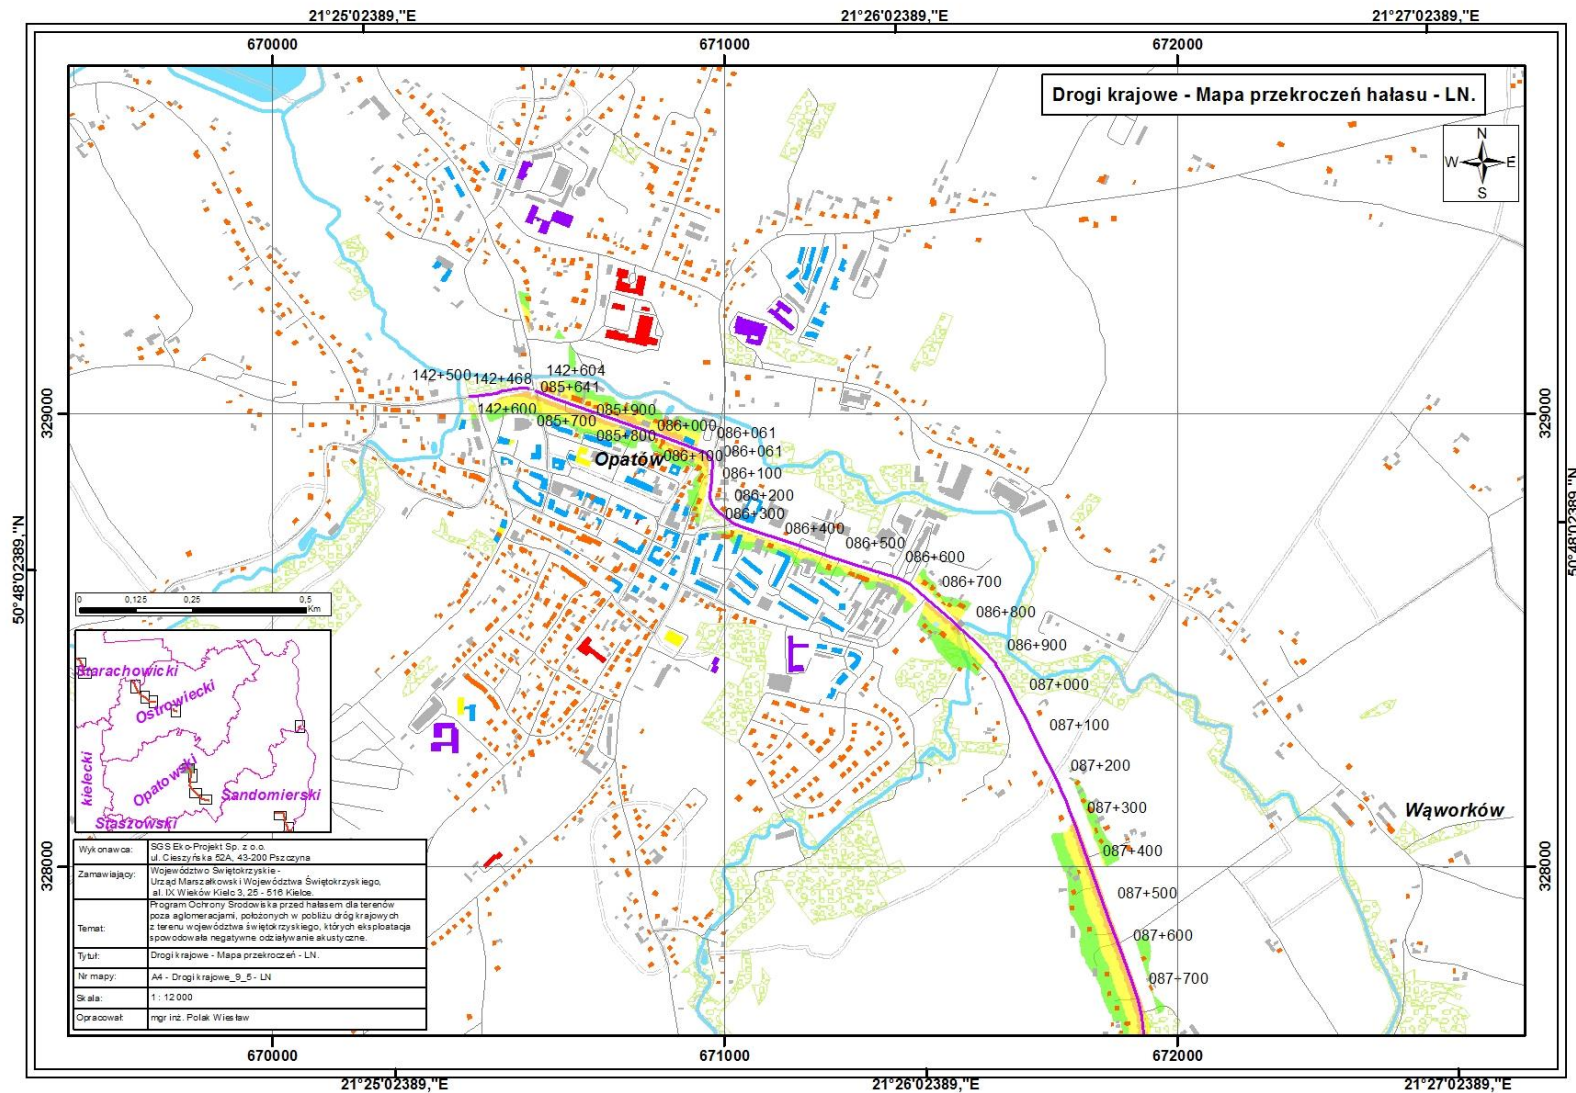 21°25'02389,"E 21°26'02389,"E 21°27'02389,"E
670000 671000 672000
Drogi krajowe - Mapa przekroczeń hałasu - LN.
N
W E
S
329000 329000
142+500 142+468 142+604
085+641
142+600 085+900
085+700 086+000
085+800 086+061
Opatów 086+100 086+061
086+100
086+200
086+300
086+400
086+500
086+600
086+700
086+800
086+900
087+000
087+100
087+200
087+300
087+400
087+500
087+600
087+700
Wąworków
50°48'02389,"N 50°48'02389,"N
0 0,125 0,25 0,5
Km
Starachowicki
Ostrowiecki
kielecki
Opatowski
Sandomierski
Staszowski
328000 328000
Wykonawca: SGS Eko-Projekt Sp. z o.o.
ul. Cieszyńska 52A, 43-200 Pszczyna
Zamawiający: Województwo Świętokrzyskie -
Urząd Marszałkowski Województwa Świętokrzyskiego,
al. IX Wieków Kielc 3, 25 - 516 Kielce.
Temat: Program Ochrony Środowiska przed hałasem dla terenów
poza aglomeracjami, położonych w pobliżu dróg krajowych
z terenu województwa świętokrzyskiego, których eksploatacja
spowodowała negatywne odziaływanie akustyczne.
Tytuł: Drogi krajowe - Mapa przekroczeń - LN.
Nr mapy: A4 - Drogi krajowe_9_5 - LN
Skala: 1 : 12 000
Opracował: mgr inż. Polak Wiesław
670000 671000 672000
21°25'02389,"E 21°26'02389,"E 21°27'02389,"E